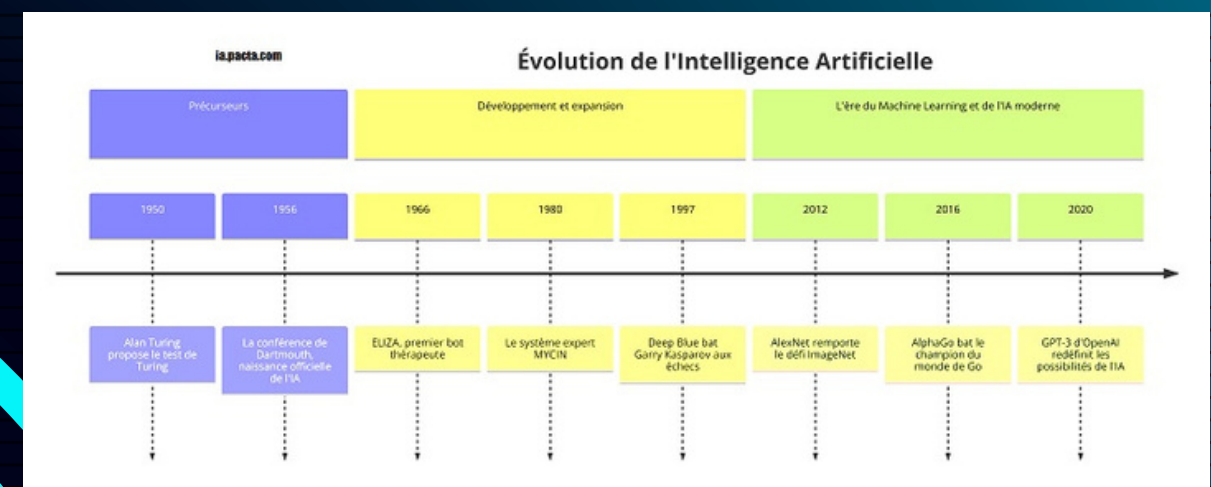 ia.pacta.com
Évolution de l'Intelligence Artificielle
Précurseurs
Développement et expansion
L'ère du Machine Learning et de l'IA moderne
1950
1956
1966
1980
1997
2012
2016
2020
Alan Turing
propose le test de
Turing
La conférence de
Dartmouth,
naissance officielle
de l'IA
ELIZA, premier bot
thérapeute
Le système expert
MYCIN
Deep Blue bat
Garry Kasparov aux
échecs
AlexNet remporte
le défi ImageNet
AlphaGo bat le
champion du
monde de Go
GPT-3 d'OpenAI
redéfinit les
possibilités de l'IA